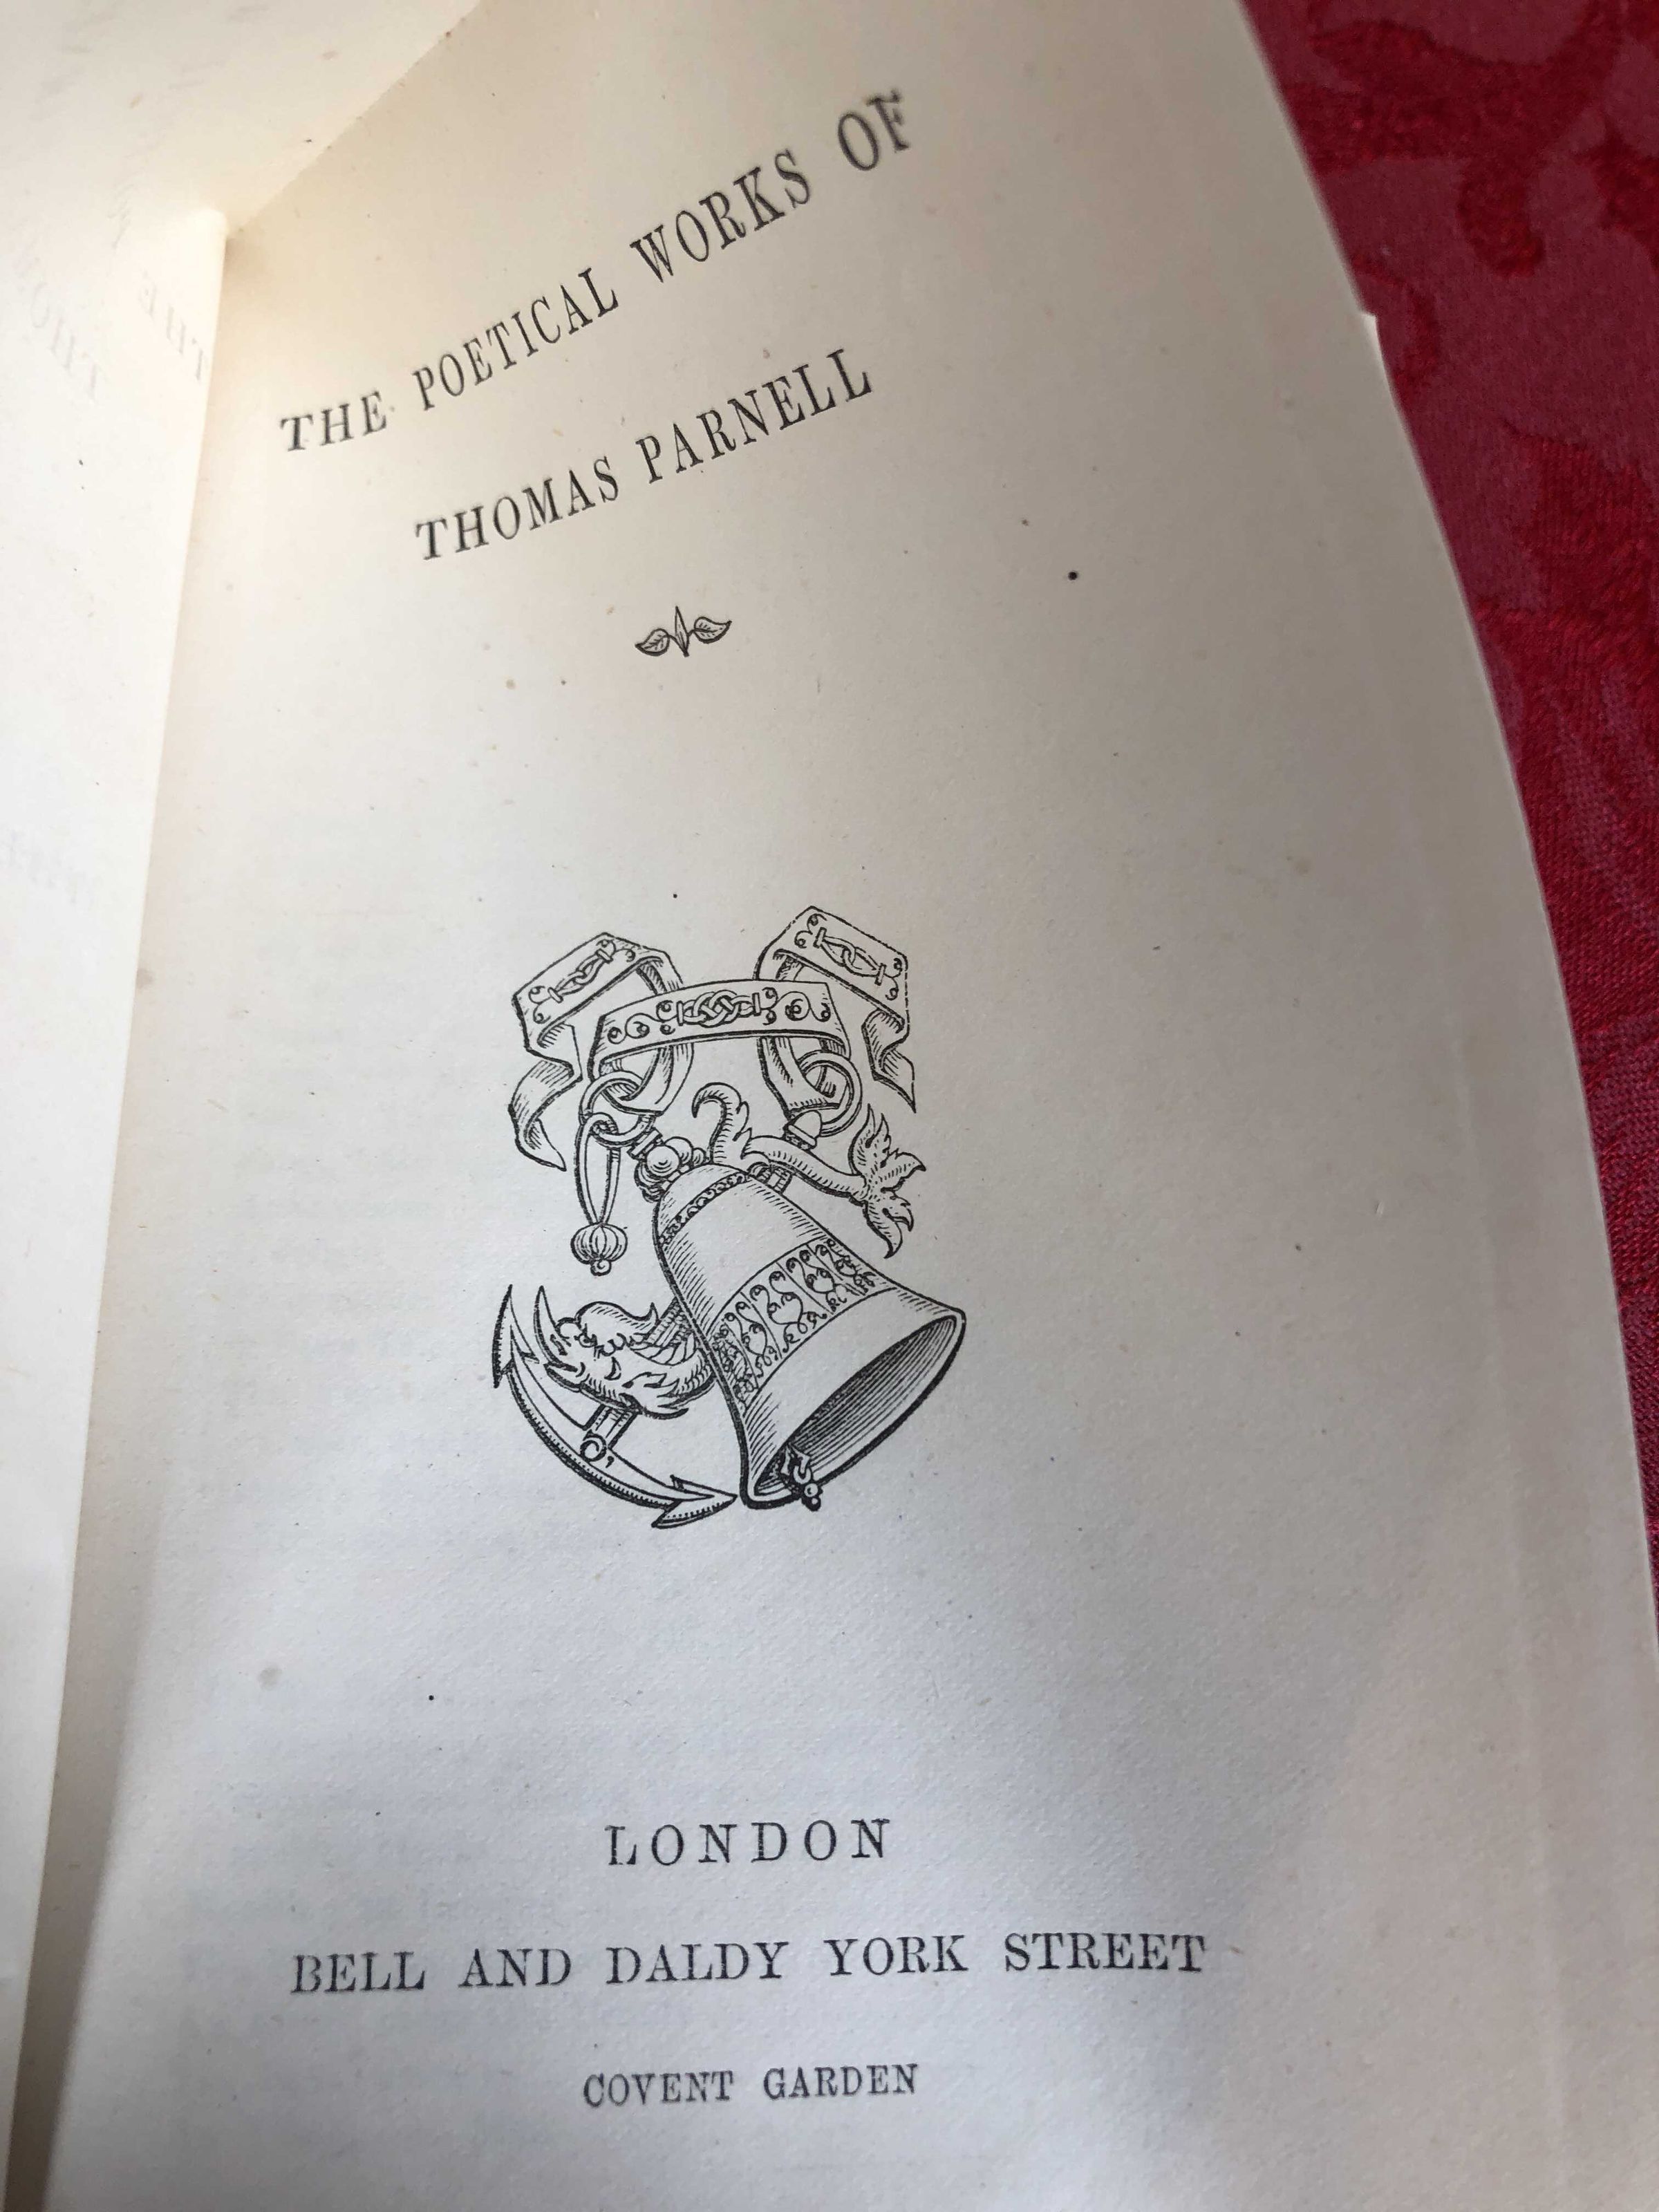 THE POETICAL WORKS OF
THOMAS PARNELL
LONDON
BELL AND DALDY YORK STREET
COVENT GARDEN